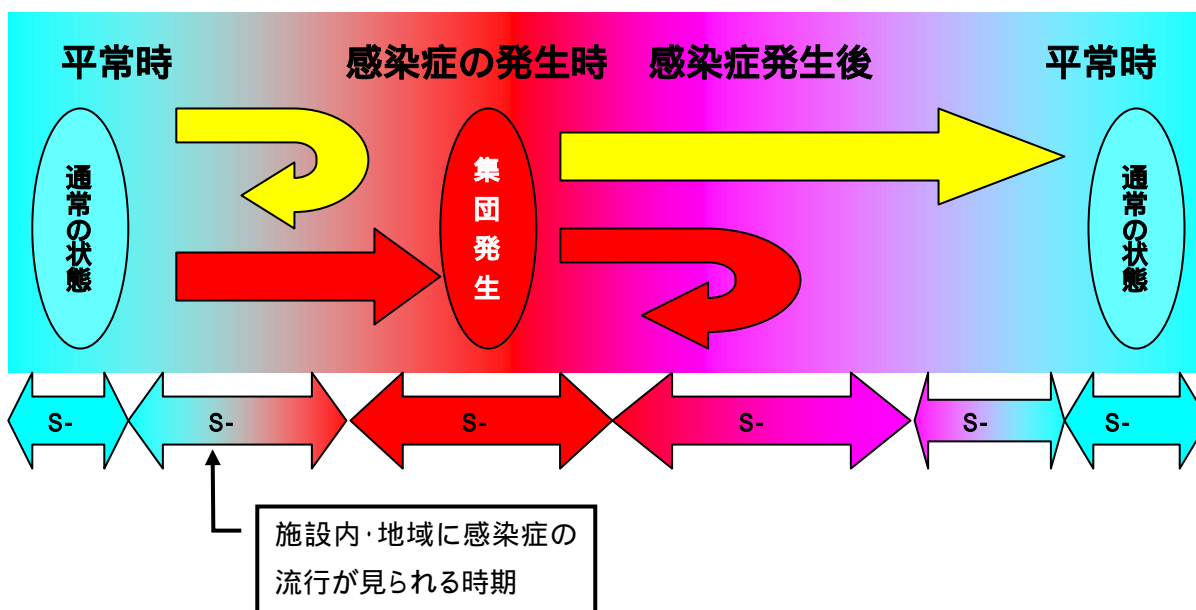 平常時
感染症の発生時
感染症発生後
平常時
通常の状態
集団発生
通常の状態
S-
S-
S-
S-
S-
S-
施設内・地域に感染症の
流行が見られる時期